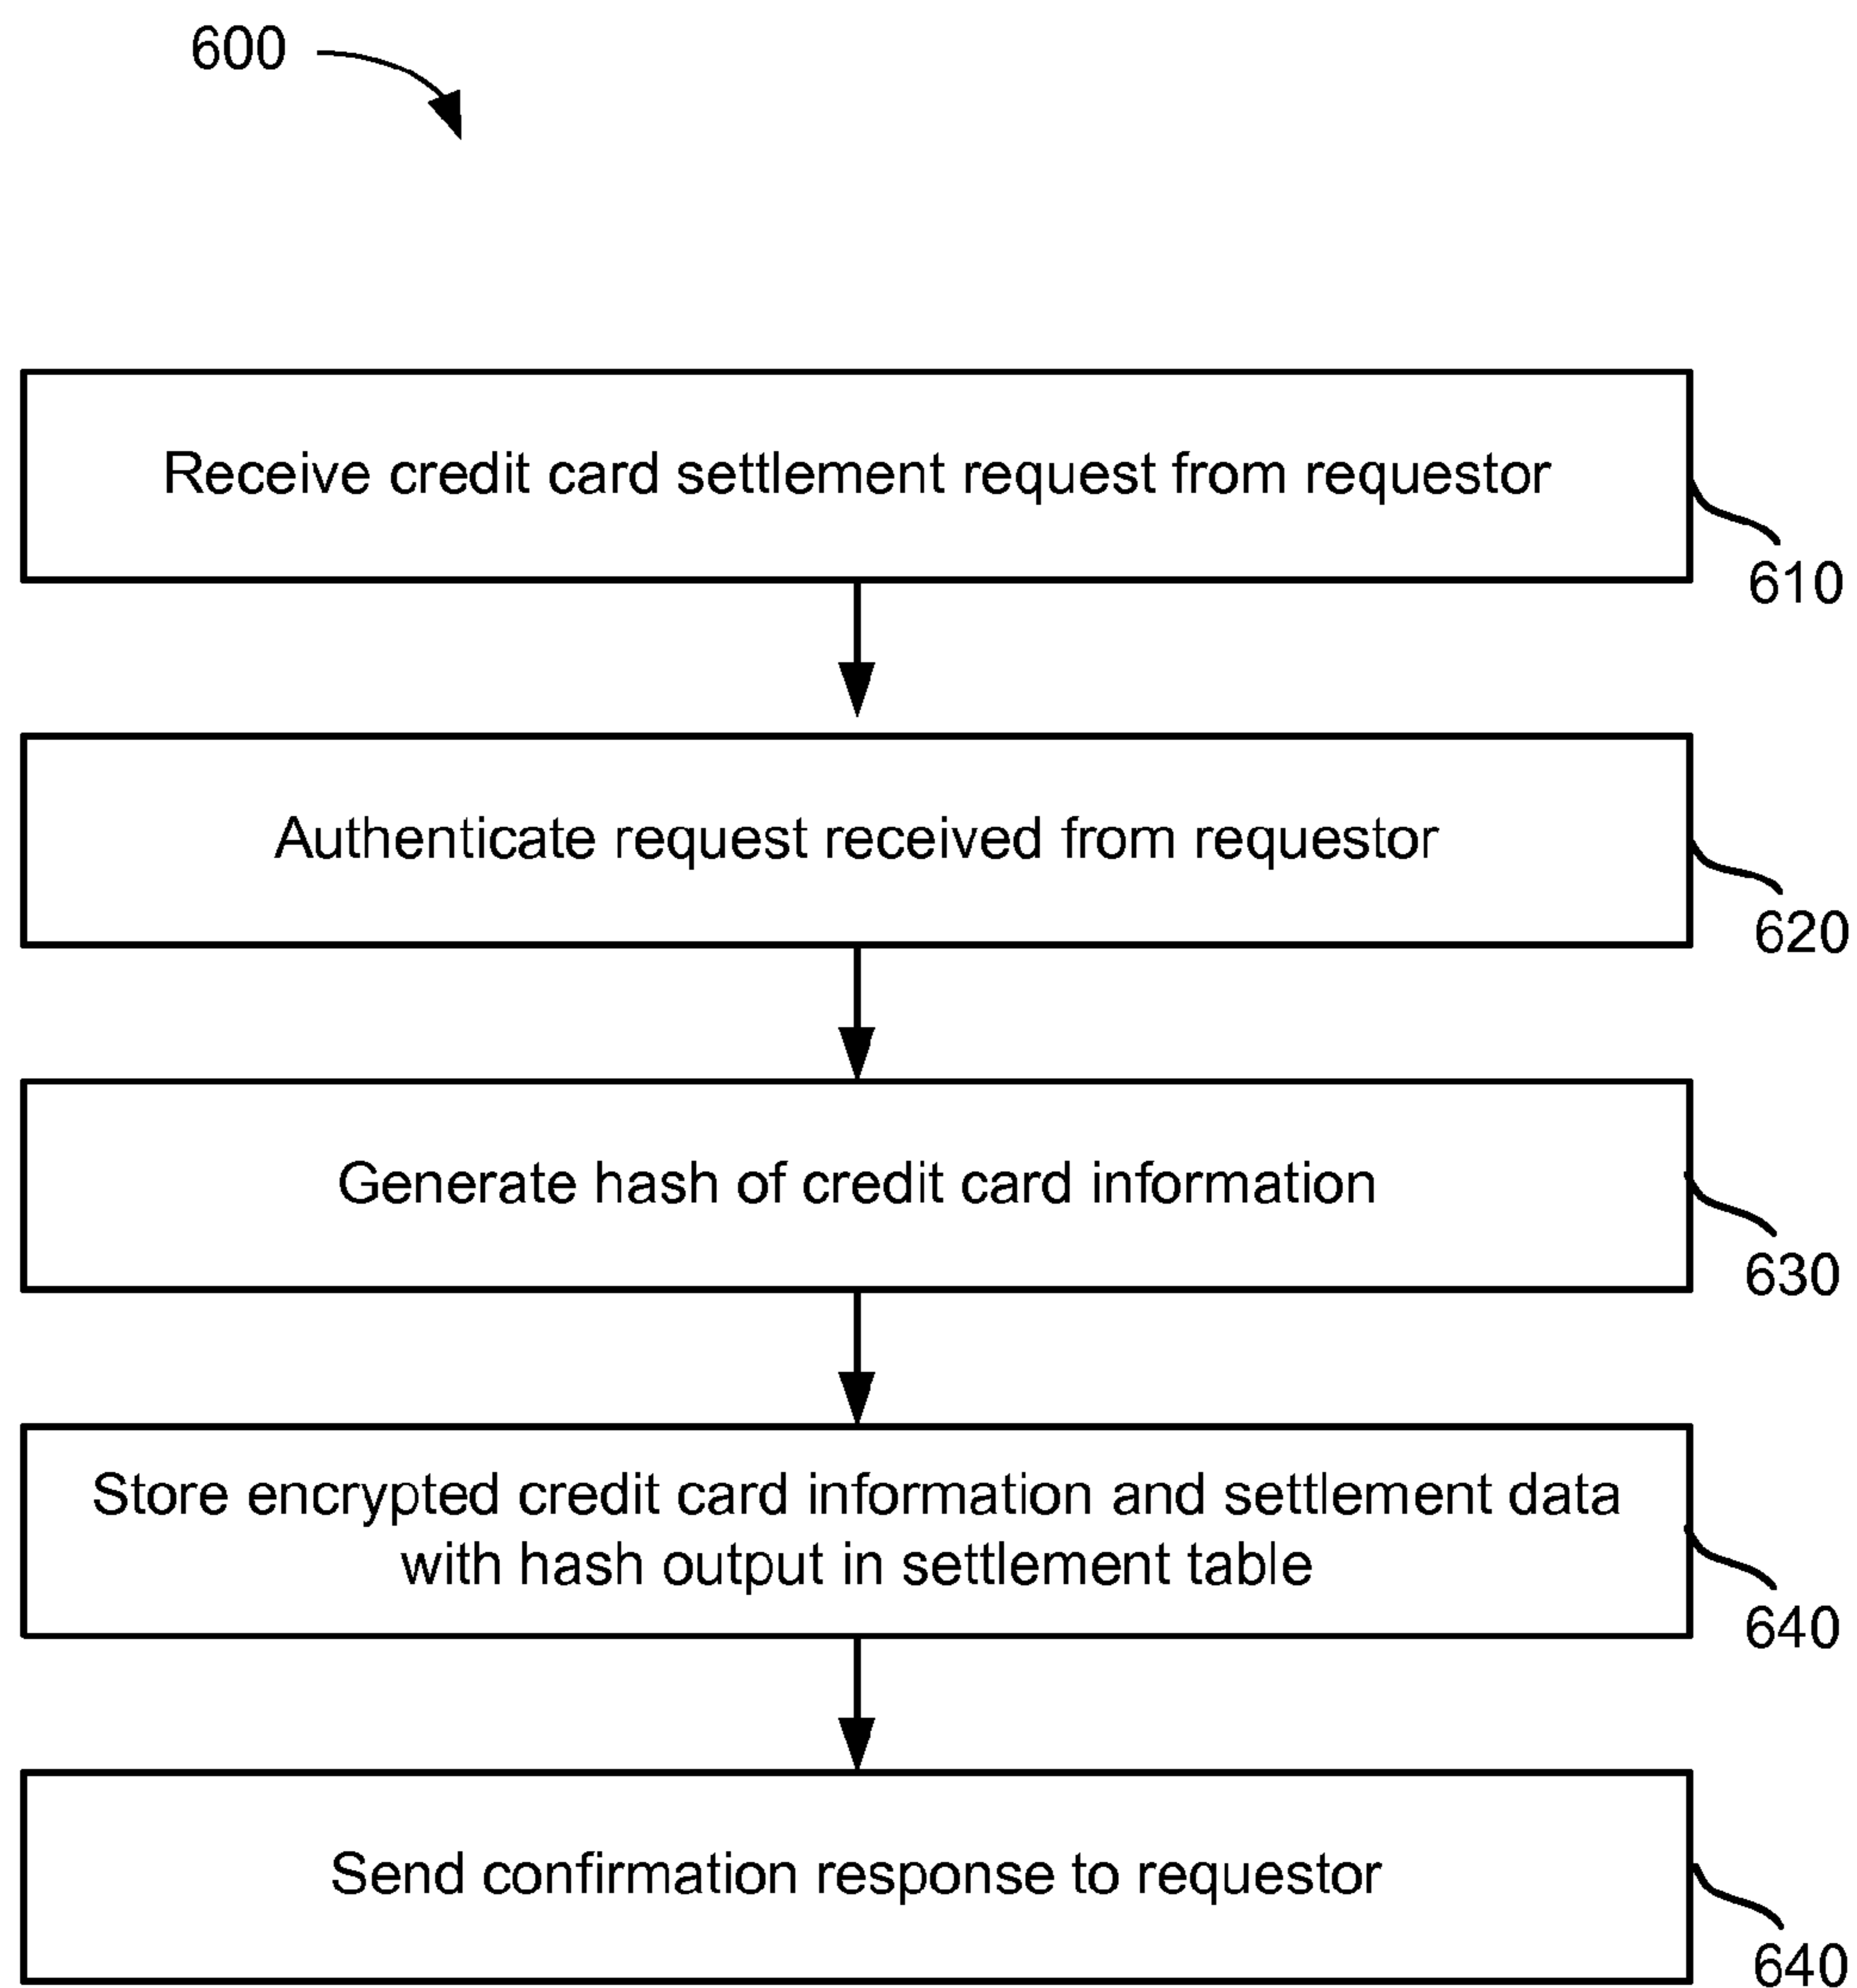 600
Receive credit card settlement request from requestor
610
Authenticate request received from requestor
620
Generate hash of credit card information
630
Store encrypted credit card information and settlement data
with hash output in settlement table
640
Send confirmation response to requestor
640